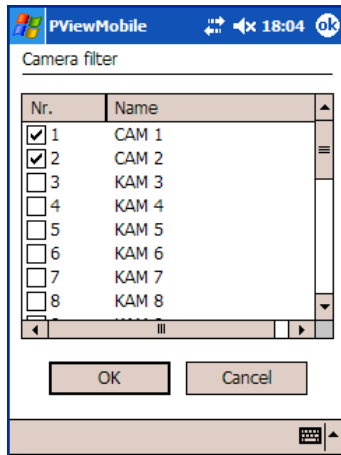 PViewMobile 18:04 ok
Camera filter
Nr. Name
1 CAM 1
2 CAM 2
3 KAM 3
4 KAM 4
5 KAM 5
6 KAM 6
7 KAM 7
8 KAM 8
OK Cancel